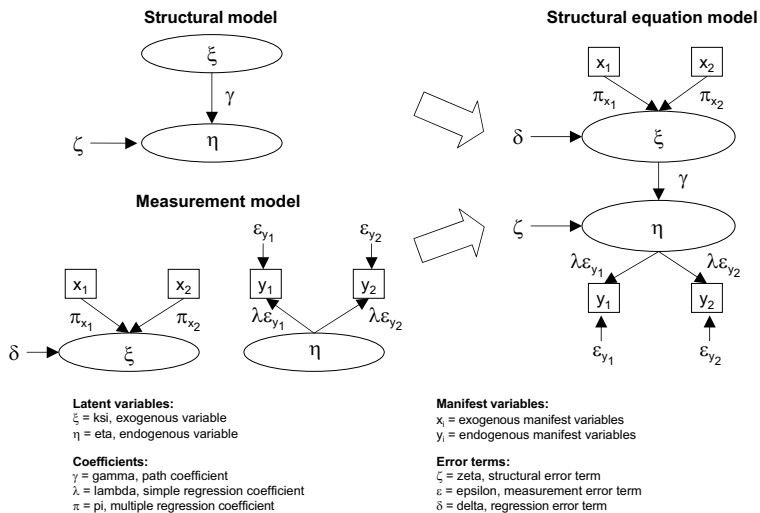 Structural model
ξ
γ
ζ
η
Measurement model
x1
x2
πx1
πx2
δ
ξ
εy1
εy2
y1
y2
λεy1
λεy2
η
Structural equation model
x1
x2
πx1
πx2
δ
ξ
γ
ζ
η
λεy1
λεy2
y1
y2
εy1
εy2
Latent variables:
ξ = ksi, exogenous variable
η = eta, endogenous variable
Coefficients:
γ = gamma, path coefficient
λ = lambda, simple regression coefficient
π = pi, multiple regression coefficient
Manifest variables:
xi = exogenous manifest variables
yi = endogenous manifest variables
Error terms:
ζ = zeta, structural error term
ε = epsilon, measurement error term
δ = delta, regression error term